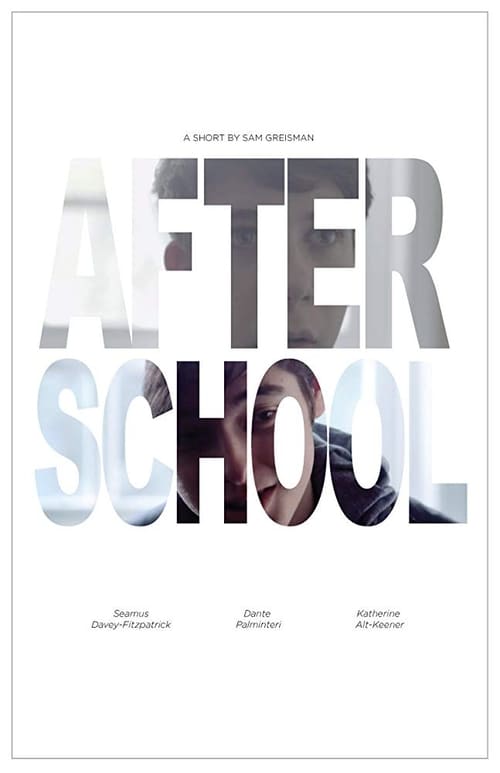 A SHORT BY SAM GREISMAN
AFTER
SCHOOL
Seamus
Davey-Fitzpatrick
Dante
Palminteri
Katherine
Alt-Keener